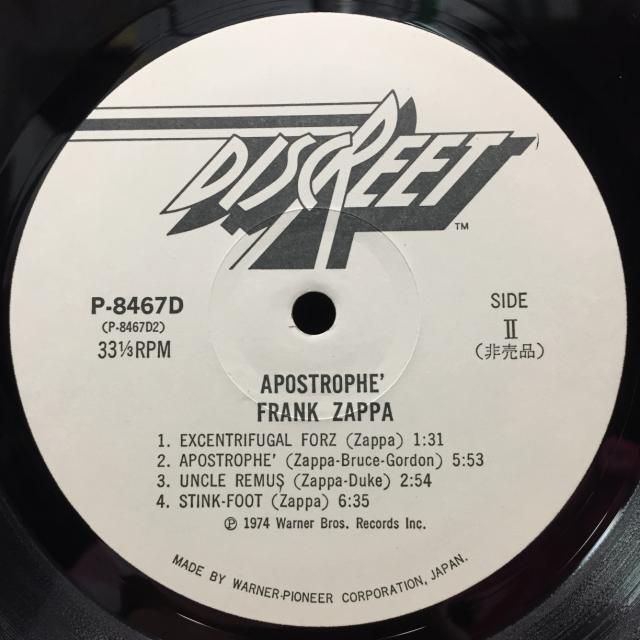 DISCREET
TM
P-8467D
(P-8467D2)
33⅓RPM
SIDE
II
(非売品)
APOSTROPHE'
FRANK ZAPPA
1. EXCENTRIFUGAL FORZ (Zappa) 1:31
2. APOSTROPHE' (Zappa-Bruce-Gordon) 5:53
3. UNCLE REMUS (Zappa-Duke) 2:54
4. STINK-FOOT (Zappa) 6:35
℗ 1974 Warner Bros. Records Inc.
MADE BY WARNER-PIONEER CORPORATION, JAPAN.